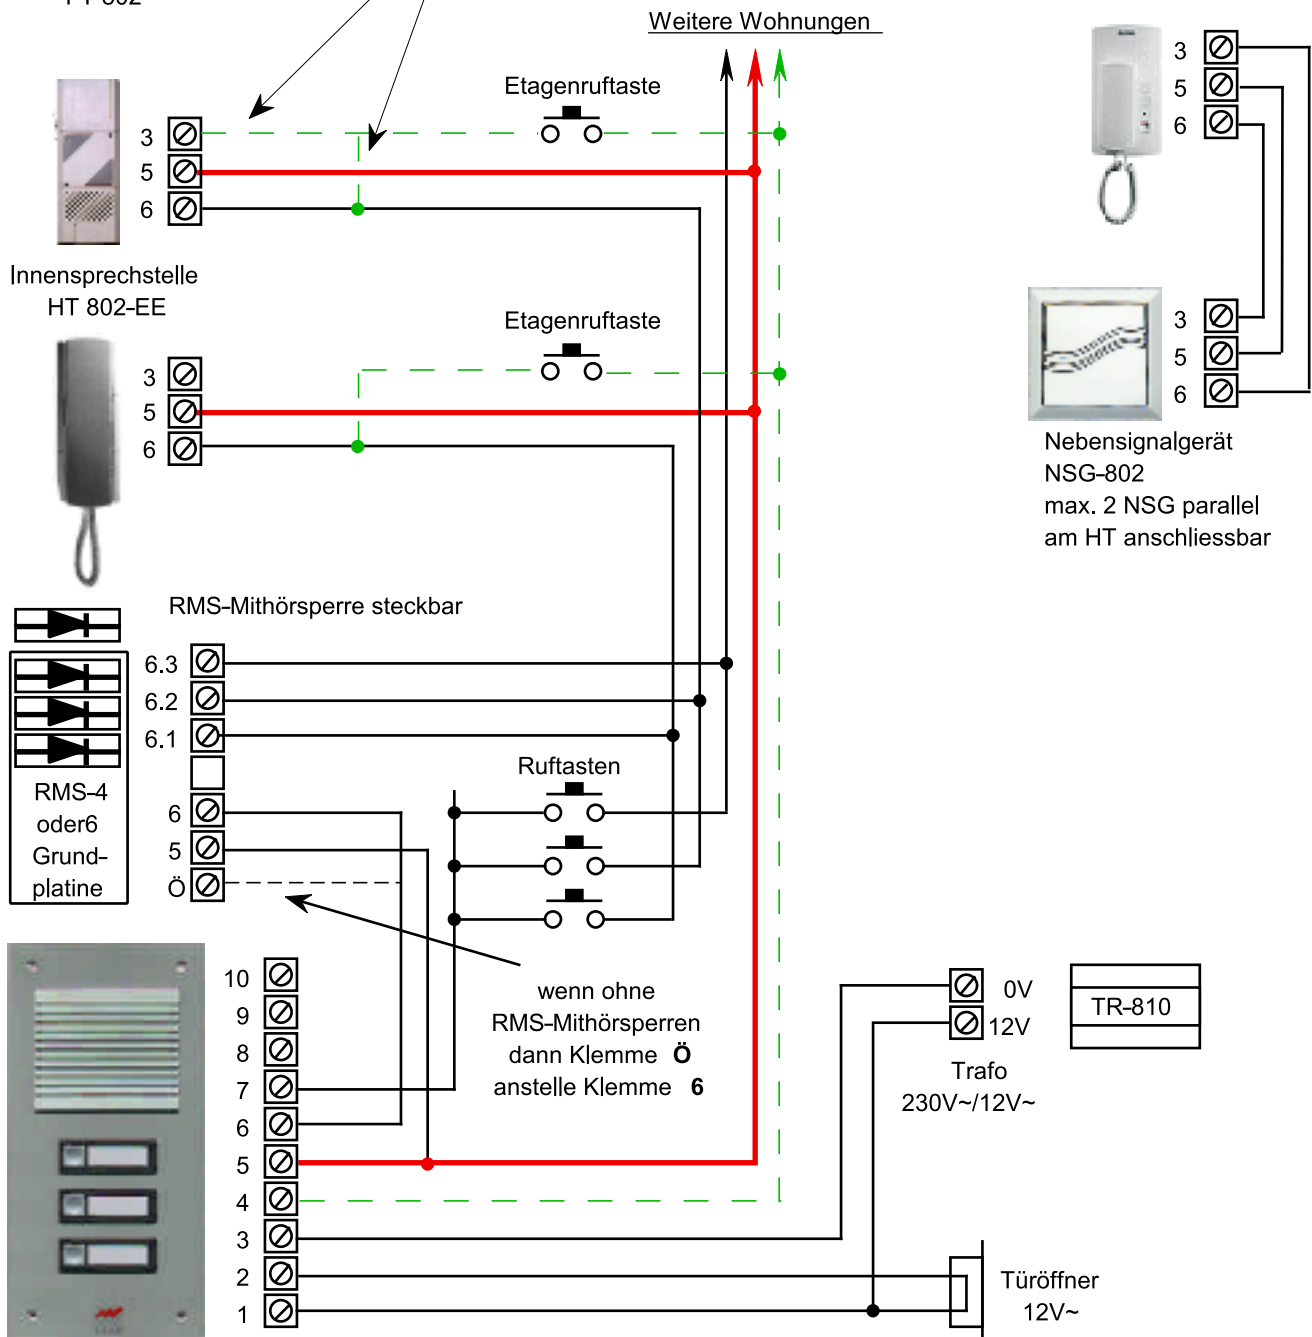 Weitere Wohnungen
Etagenruftaste
3
5
6
3
5
6
Innensprechstelle
HT 802-EE
Etagenruftaste
3
5
6
3
5
6
Nebensignalgerät
NSG-802
max. 2 NSG parallel
am HT anschliessbar
RMS-Mithörsperre steckbar
6.3
6.2
6.1
6
5
Ö
RMS-4
oder6
Grund-
platine
Ruftasten
10
9
8
7
6
5
4
3
2
1
wenn ohne
RMS-Mithörsperren
dann Klemme Ö
anstelle Klemme 6
0V
12V
TR-810
Trafo
230V~/12V~
Türöffner
12V~